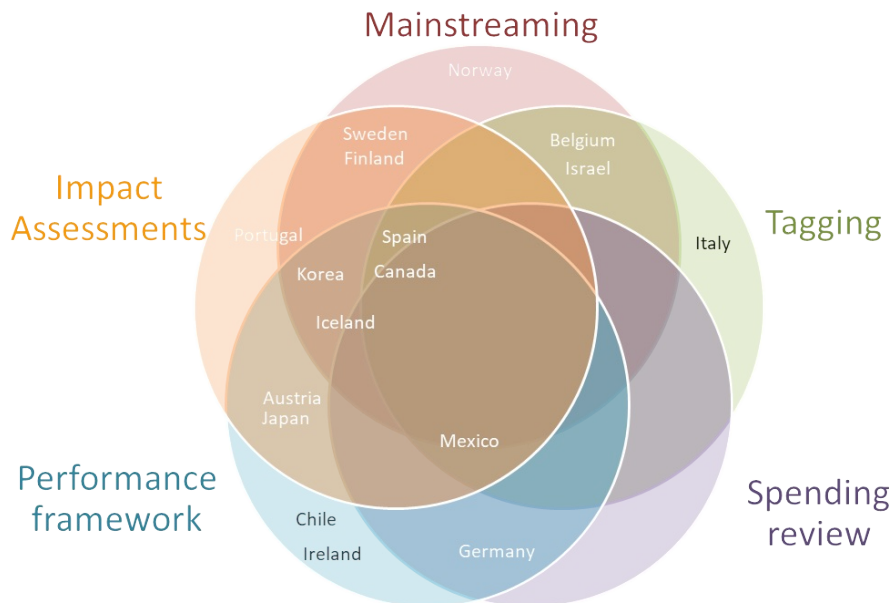 Mainstreaming
Norway
Sweden
Finland
Belgium
Israel
Impact
Assessments
Portugal
Spain
Italy
Tagging
Korea
Canada
Iceland
Austria
Japan
Mexico
Performance
framework
Spending
review
Chile
Ireland
Germany